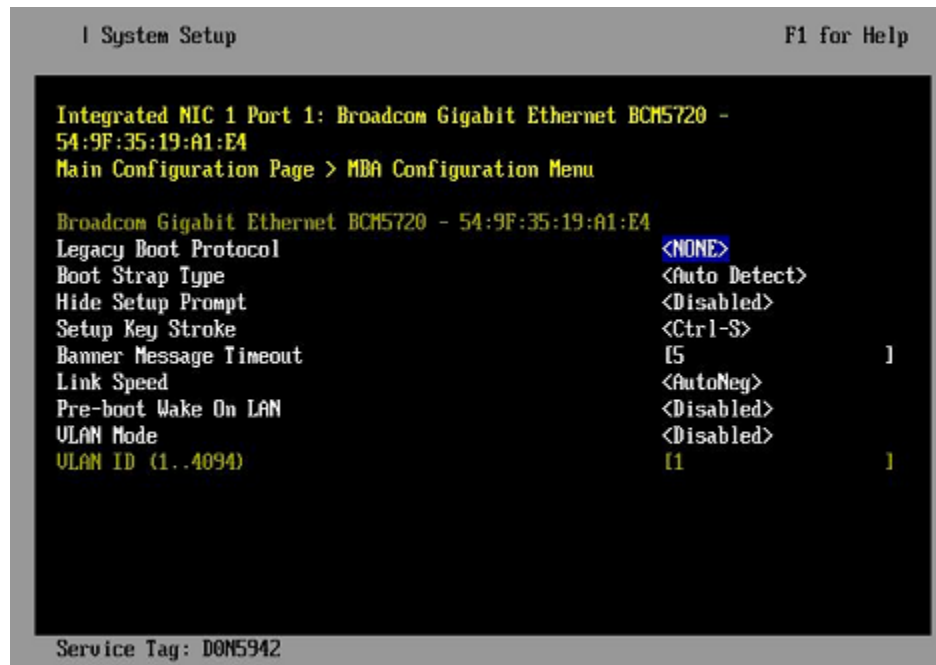 | System Setup F1 for Help
Integrated NIC 1 Port 1: Broadcom Gigabit Ethernet BCM5720 -
54:9F:35:19:A1:E4
Main Configuration Page > MBA Configuration Menu
Broadcom Gigabit Ethernet BCM5720 - 54:9F:35:19:A1:E4
Legacy Boot Protocol <NONE>
Boot Strap Type <Auto Detect>
Hide Setup Prompt <Disabled>
Setup Key Stroke <Ctrl-S>
Banner Message Timeout [5 ]
Link Speed <AutoNeg>
Pre-boot Wake On LAN <Disabled>
VLAN Mode <Disabled>
VLAN ID (1..4094) [1 ]
Service Tag: D0N5942